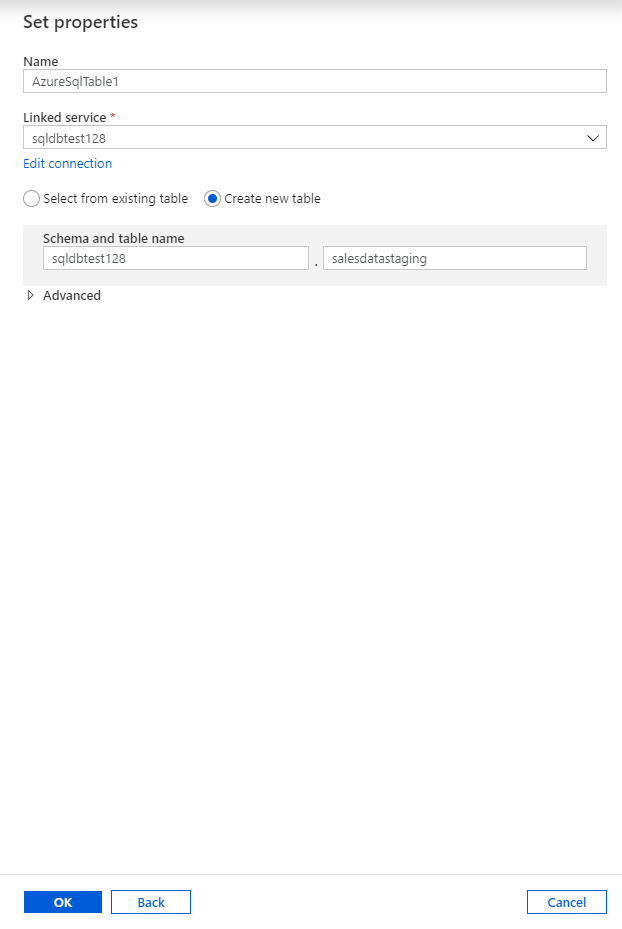 Set properties
Name
AzureSqlTable1
Linked service *
sqldbtest128
Edit connection
Select from existing table Create new table
Schema and table name
sqldbtest128 . salesdatastaging
Advanced
OK Back Cancel